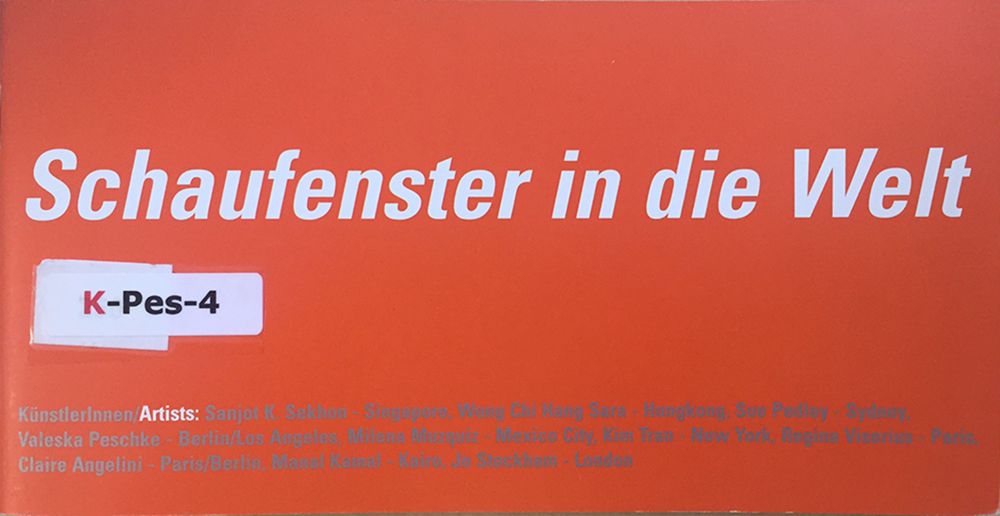 Schaufenster in die Welt
K-Pes-4
KünstlerInnen/Artists: Sanjot K. Sekhon - Singapore, Wong Chi Hang Sara - Hongkong, Sue Pedley - Sydney,
Valeska Peschke - Berlin/Los Angeles, Milena Muzquiz - Mexico City, Kim Tran - New York, Regina Visarius - Paris,
Claire Angelini - Paris/Berlin, Manal Kamal - Kairo, Jo Stockham - London